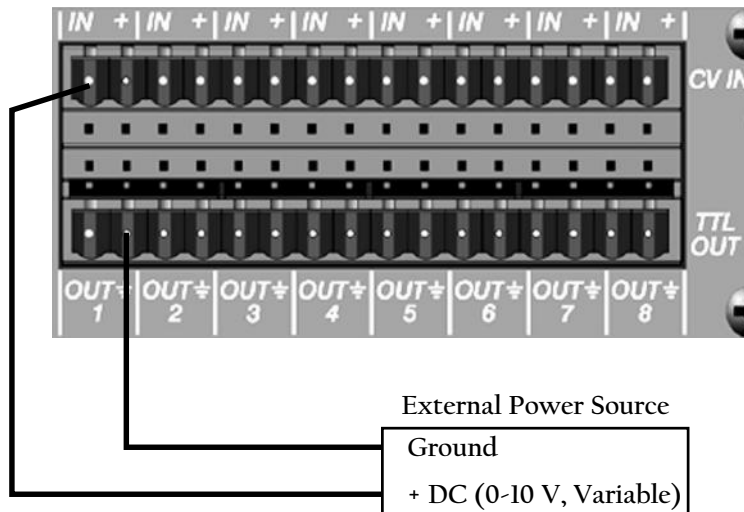 IN + IN + IN + IN + IN + IN + IN + IN +
CV IN
TTL
OUT
OUT⏚ OUT⏚ OUT⏚ OUT⏚ OUT⏚ OUT⏚ OUT⏚ OUT⏚
1 2 3 4 5 6 7 8
External Power Source
Ground
+ DC (0-10 V, Variable)